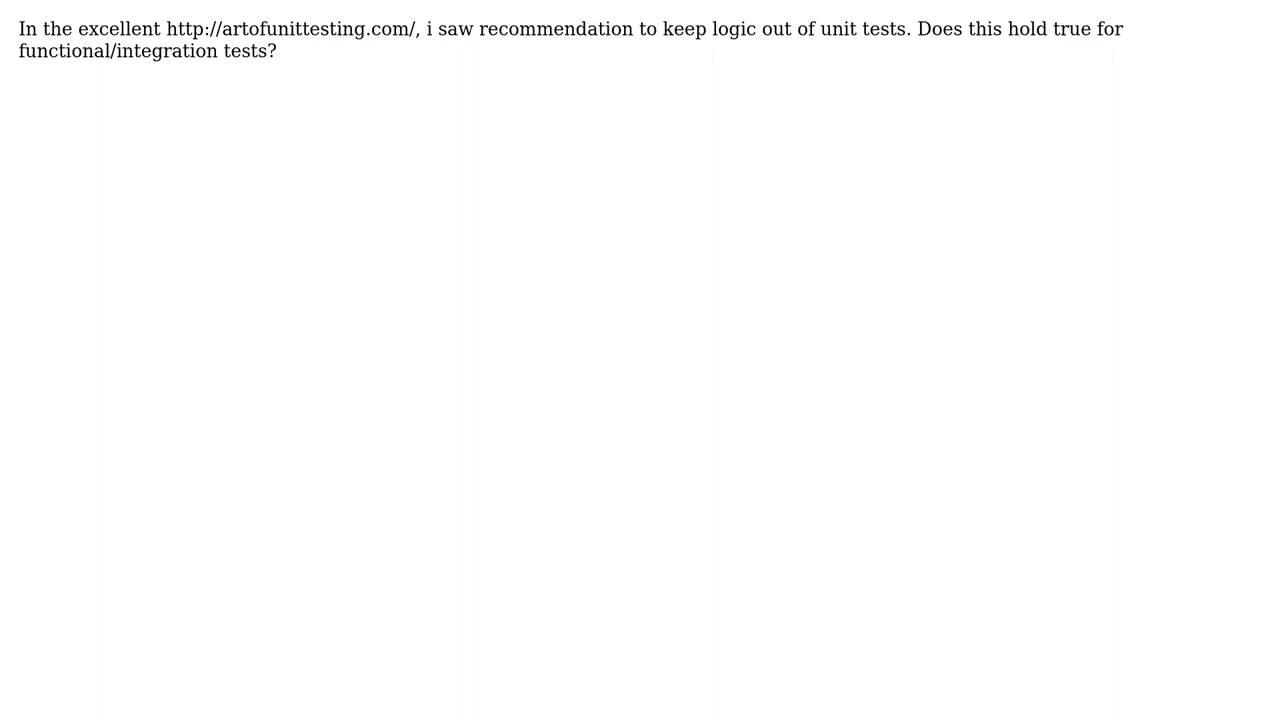 In the excellent http://artofunittesting.com/, i saw recommendation to keep logic out of unit tests. Does this hold true for
functional/integration tests?